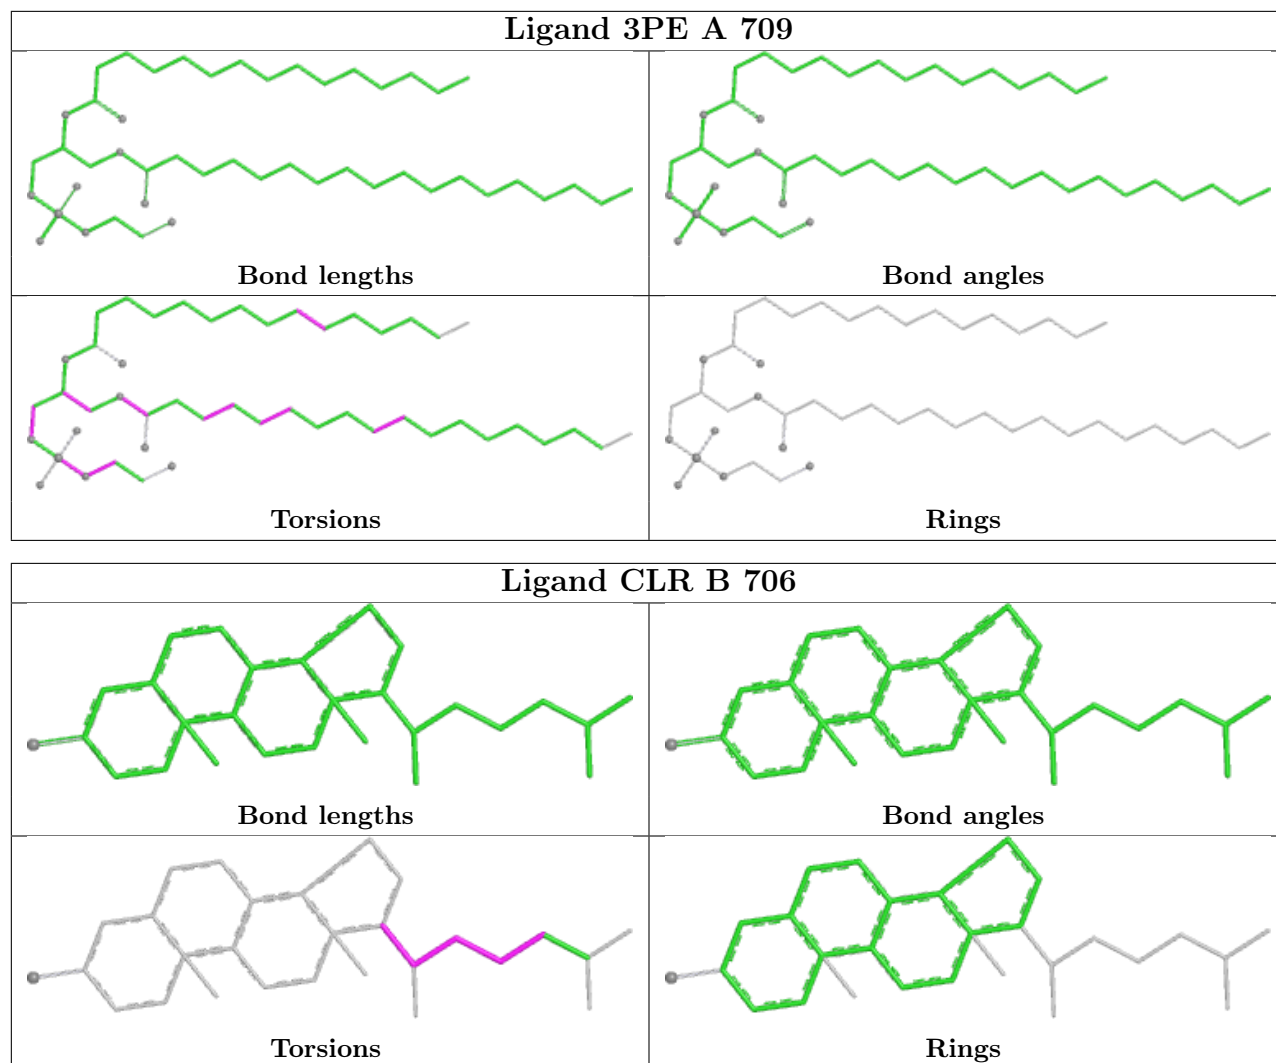 Ligand 3PE A 709
Bond lengths
Bond angles
Torsions
Rings
Ligand CLR B 706
Bond lengths
Bond angles
Torsions
Rings